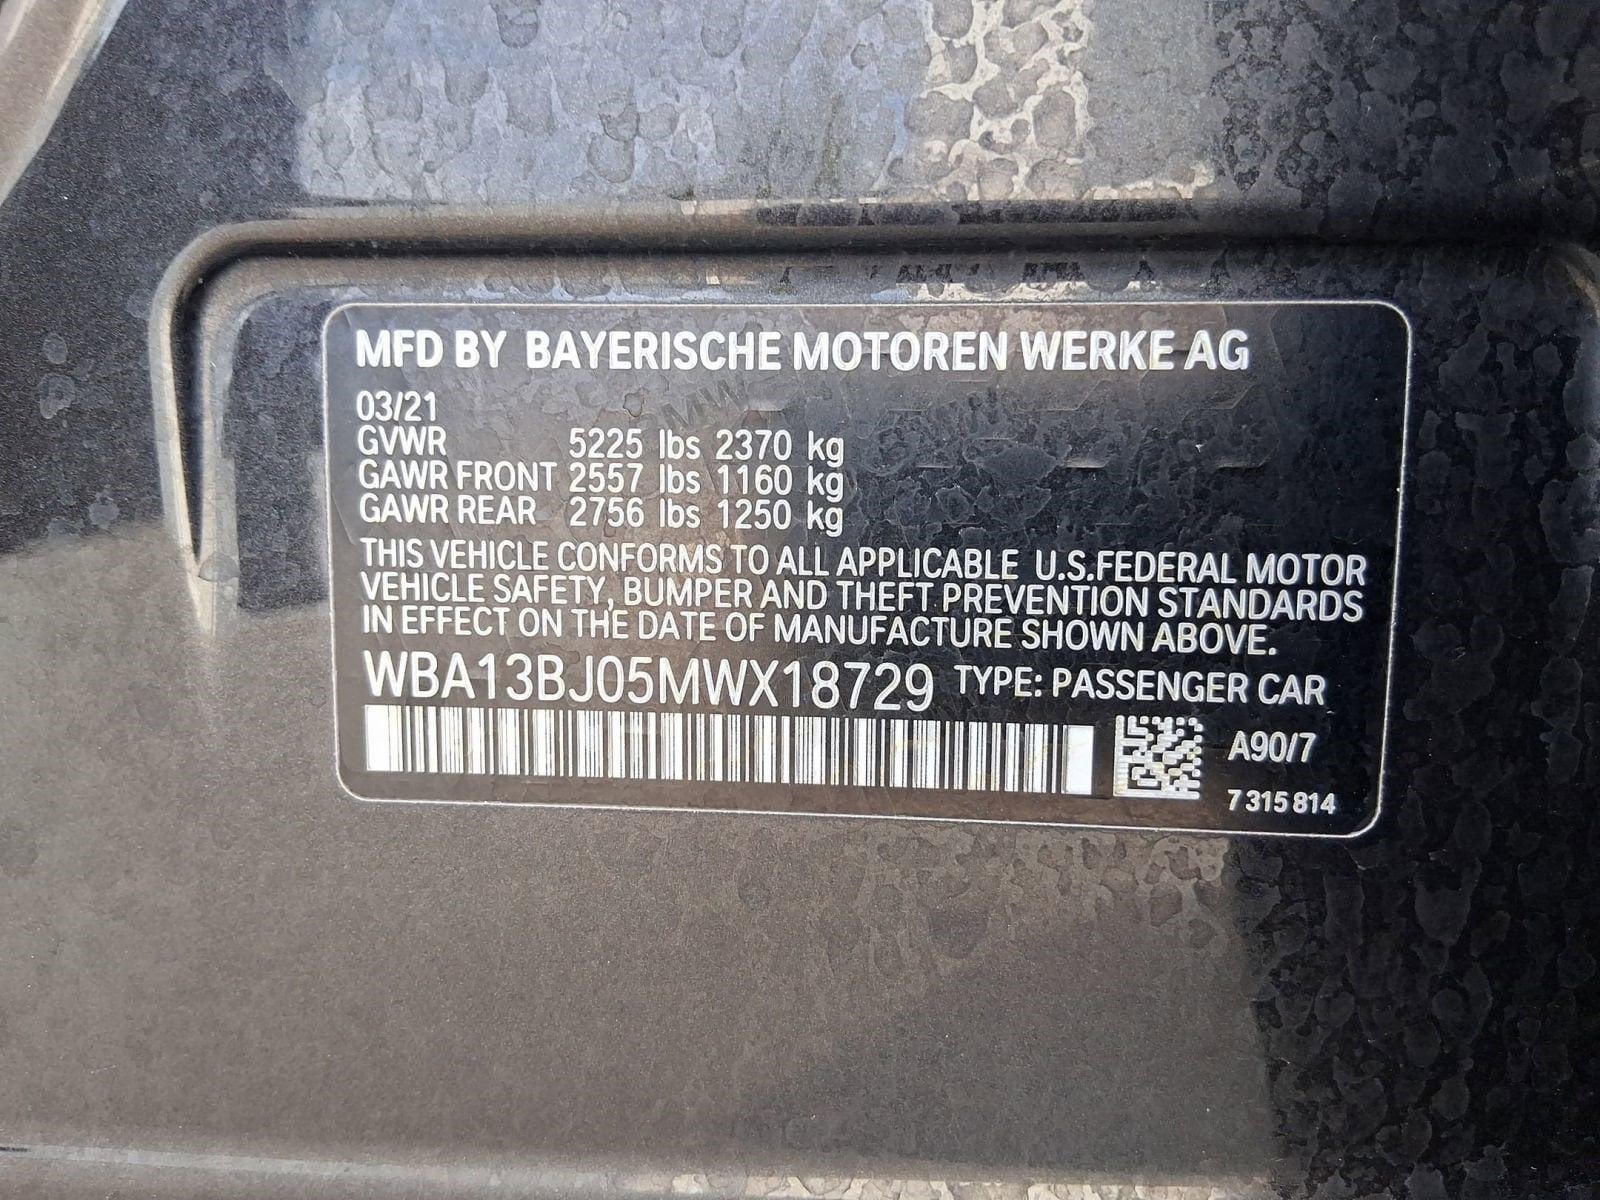 MFD BY BAYERISCHE MOTOREN WERKE AG
03/21
GVWR 5225 lbs 2370 kg
GAWR FRONT 2557 lbs 1160 kg
GAWR REAR 2756 lbs 1250 kg
THIS VEHICLE CONFORMS TO ALL APPLICABLE U.S.FEDERAL MOTOR
VEHICLE SAFETY, BUMPER AND THEFT PREVENTION STANDARDS
IN EFFECT ON THE DATE OF MANUFACTURE SHOWN ABOVE.
WBA13BJ05MWX18729 TYPE: PASSENGER CAR
A90/7
7 315 814